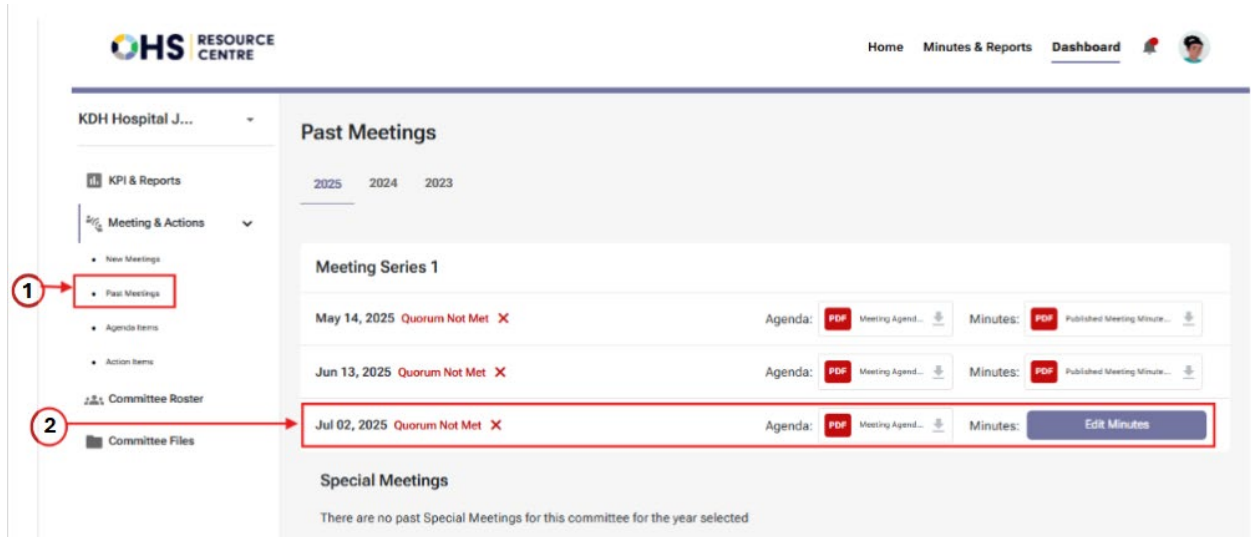 OHS RESOURCE CENTRE
Home Minutes & Reports Dashboard
KDH Hospital J...
Past Meetings
KPI & Reports
2025 2024 2023
Meeting & Actions
New Meetings
Meeting Series 1
1
Past Meetings
May 14, 2025 Quorum Not Met Agenda: PDF Meeting Agend... Minutes: PDF Published Meeting Minute...
Agenda Items
Action Items
Jun 13, 2025 Quorum Not Met Agenda: PDF Meeting Agend... Minutes: PDF Published Meeting Minute...
Committee Roster
2
Jul 02, 2025 Quorum Not Met Agenda: PDF Meeting Agend... Minutes: Edit Minutes
Committee Files
Special Meetings
There are no past Special Meetings for this committee for the year selected